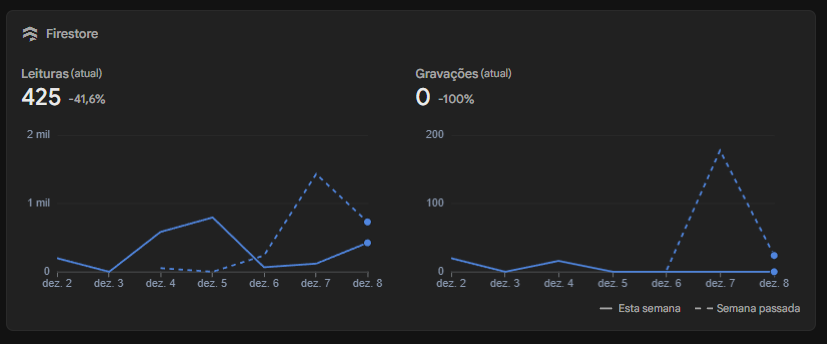 Firestore
Leituras (atual)
425 -41,6%
2 mil
1 mil
0
dez. 2 dez. 3 dez. 4 dez. 5 dez. 6 dez. 7 dez. 8
Gravações (atual)
0 -100%
200
100
0
dez. 2 dez. 3 dez. 4 dez. 5 dez. 6 dez. 7 dez. 8
Esta semana Semana passada